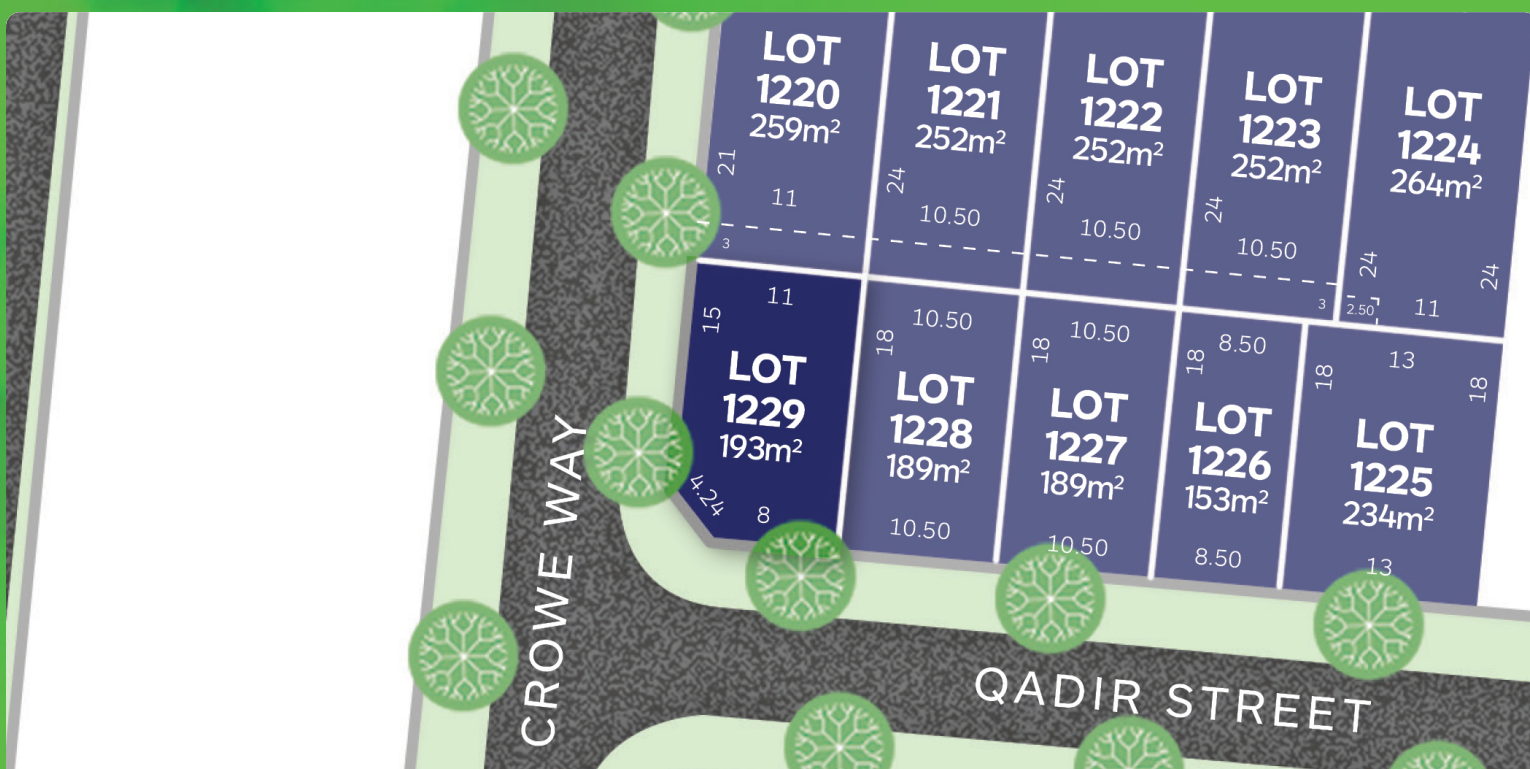 LOT
1220
259m²
21
11
3
LOT
1221
252m²
24
10.50
LOT
1222
252m²
24
10.50
LOT
1223
252m²
24
10.50
3
LOT
1224
264m²
24
24
2.50
11
11
15
LOT
1229
193m²
4.24
8
10.50
18
LOT
1228
189m²
10.50
10.50
18
LOT
1227
189m²
10.50
8.50
18
LOT
1226
153m²
8.50
13
18
18
LOT
1225
234m²
13
CROWE WAY
QADIR STREET